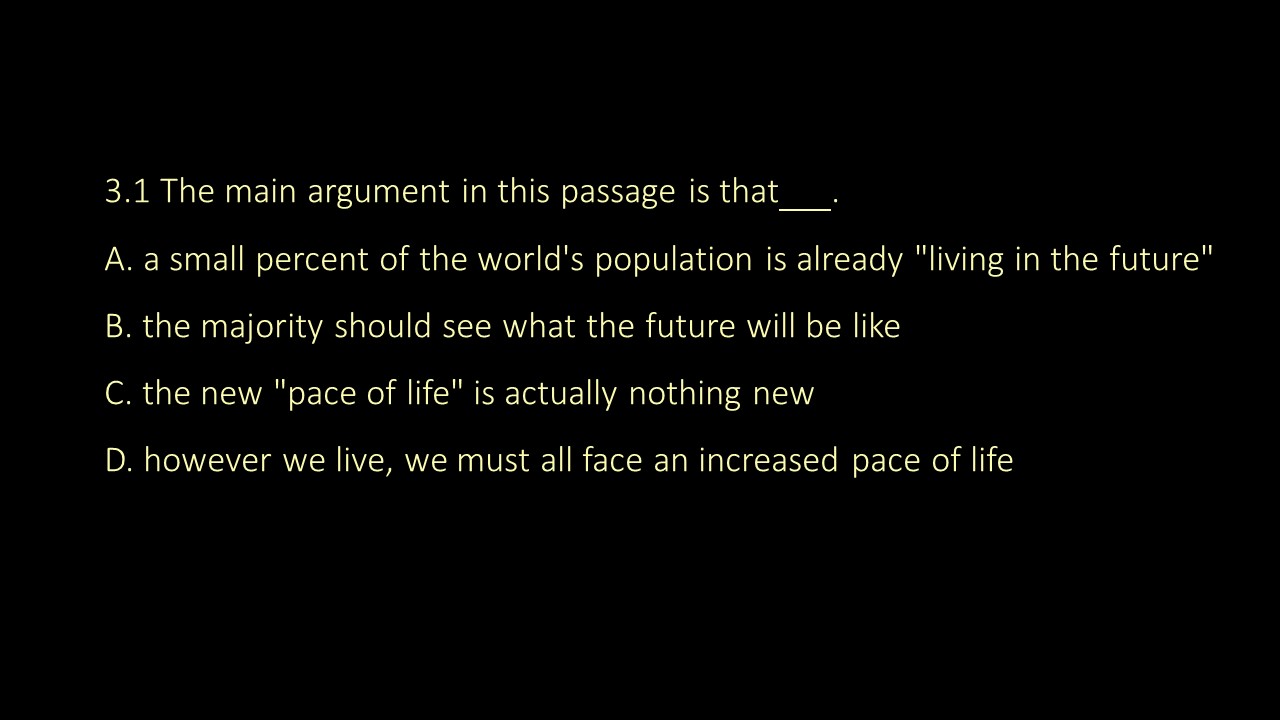 3.1 The main argument in this passage is that___.
A. a small percent of the world's population is already "living in the future"
B. the majority should see what the future will be like
C. the new "pace of life" is actually nothing new
D. however we live, we must all face an increased pace of life